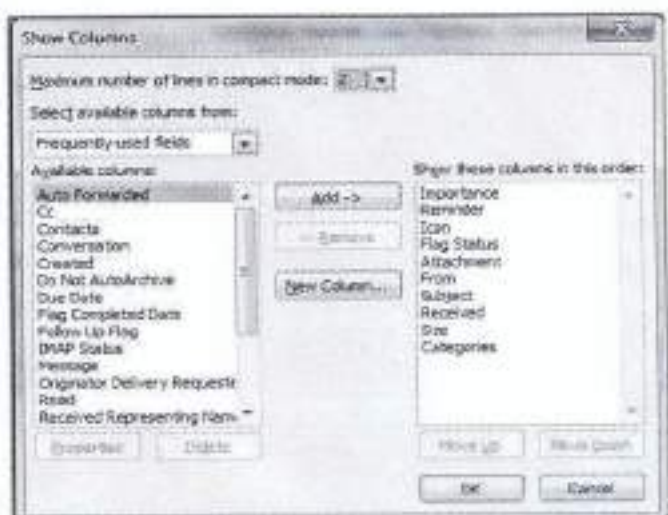 Show Columns
Maximum number of lines in compact mode: 2
Select available columns from:
Frequently-used fields
Available columns:
Auto Forwarded
Cc
Contacts
Conversation
Created
Do Not AutoArchive
Due Date
Flag Completed Date
Follow Up Flag
IMAP Status
Message
Originator Delivery Requeste
Read
Received Representing Nam
Properties
Delete
Add ->
<- Remove
New Column...
Show these columns in this order:
Importance
Reminder
Icon
Flag Status
Attachment
From
Subject
Received
Size
Categories
Move Up
Move Down
OK
Cancel